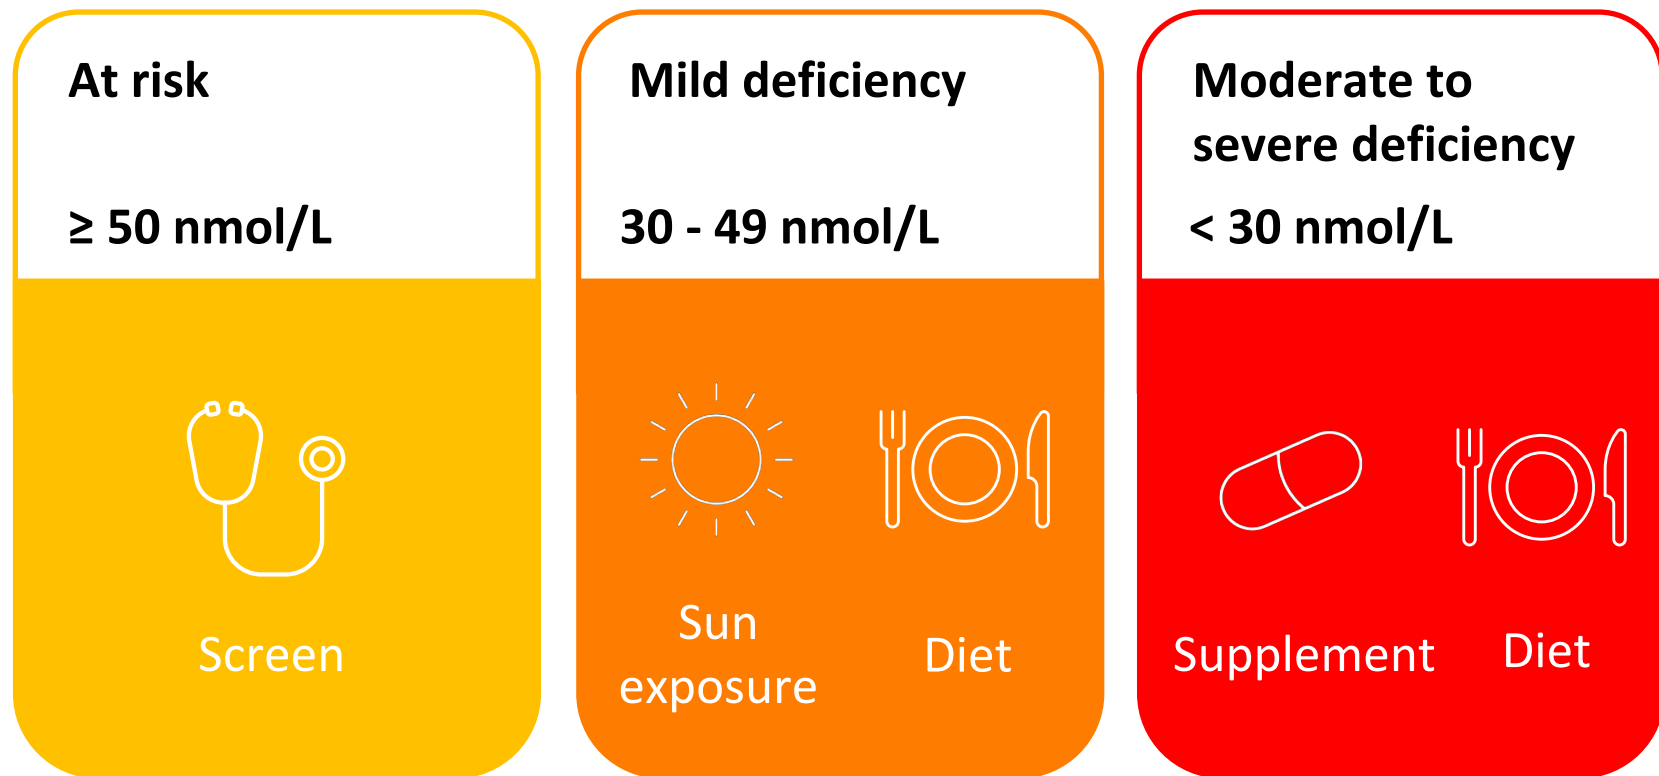 At risk
≥ 50 nmol/L
Screen
Mild deficiency
30 - 49 nmol/L
Sun
exposure
Diet
Moderate to
severe deficiency
< 30 nmol/L
Supplement
Diet